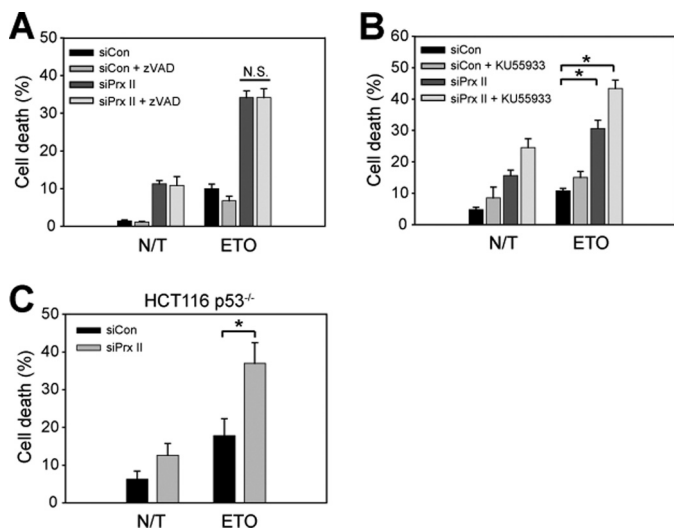 A
Cell death (%)
50
40
30
20
10
0
siCon
siCon + zVAD
siPrx II
siPrx II + zVAD
N.S.
N/T
ETO
B
Cell death (%)
60
50
40
30
20
10
0
siCon
siCon + KU55933
siPrx II
siPrx II + KU55933
*
*
N/T
ETO
C
HCT116 p53-/-
Cell death (%)
50
40
30
20
10
0
siCon
siPrx II
*
N/T
ETO